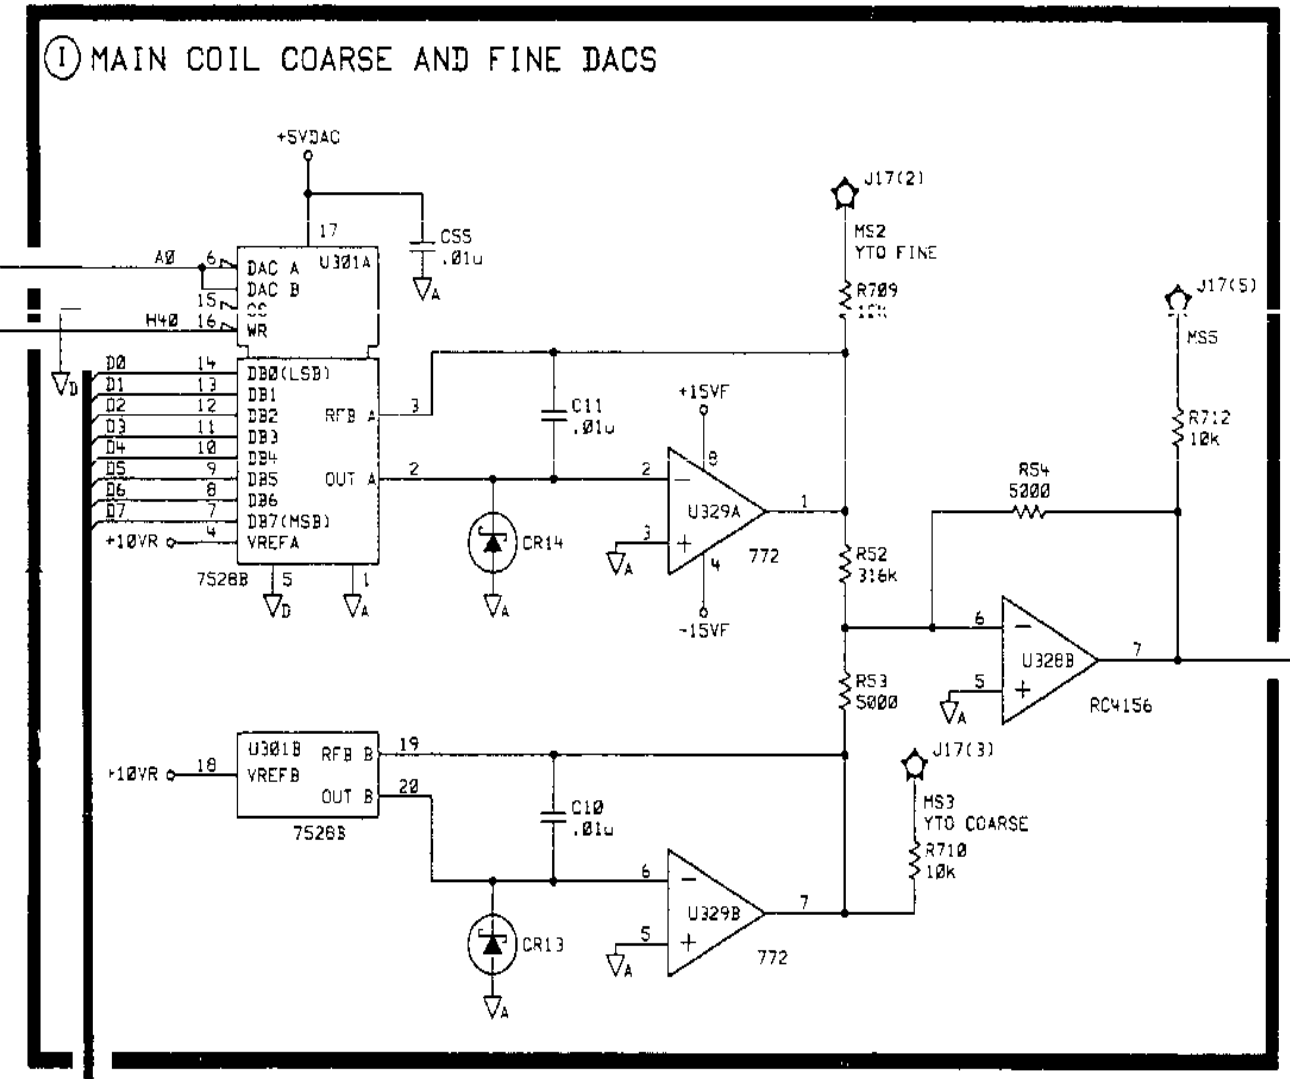 I MAIN COIL COARSE AND FINE DACS
+5VDAC
J17(2)
17
C55
.01u
A
MS2
YTO FINE
A0
6
DAC A
U301A
DAC B
15
H40
16
WR
R709
J17(5)
MS5
D
D0
14
DB0(LSB)
D1
13
DB1
D2
12
DB2
RFB A
3
D3
11
DB3
D4
10
DB4
D5
9
DB5
OUT A
2
D6
8
DB6
D7
7
DB7(MSB)
+10VR
4
VREFA
7528B
5
D
1
A
C11
.01u
CR14
A
+15VF
8
2
−
U329A
1
3
+
A
772
4
-15VF
R712
10k
R54
5000
R52
316k
6
−
U328B
7
5
+
A
RC4156
R53
5000
J17(3)
MS3
YTO COARSE
R710
10k
U301B
RFB B
19
+10VR
18
VREFB
OUT B
20
7528B
C10
.01u
6
−
U329B
7
5
+
A
772
CR13
A